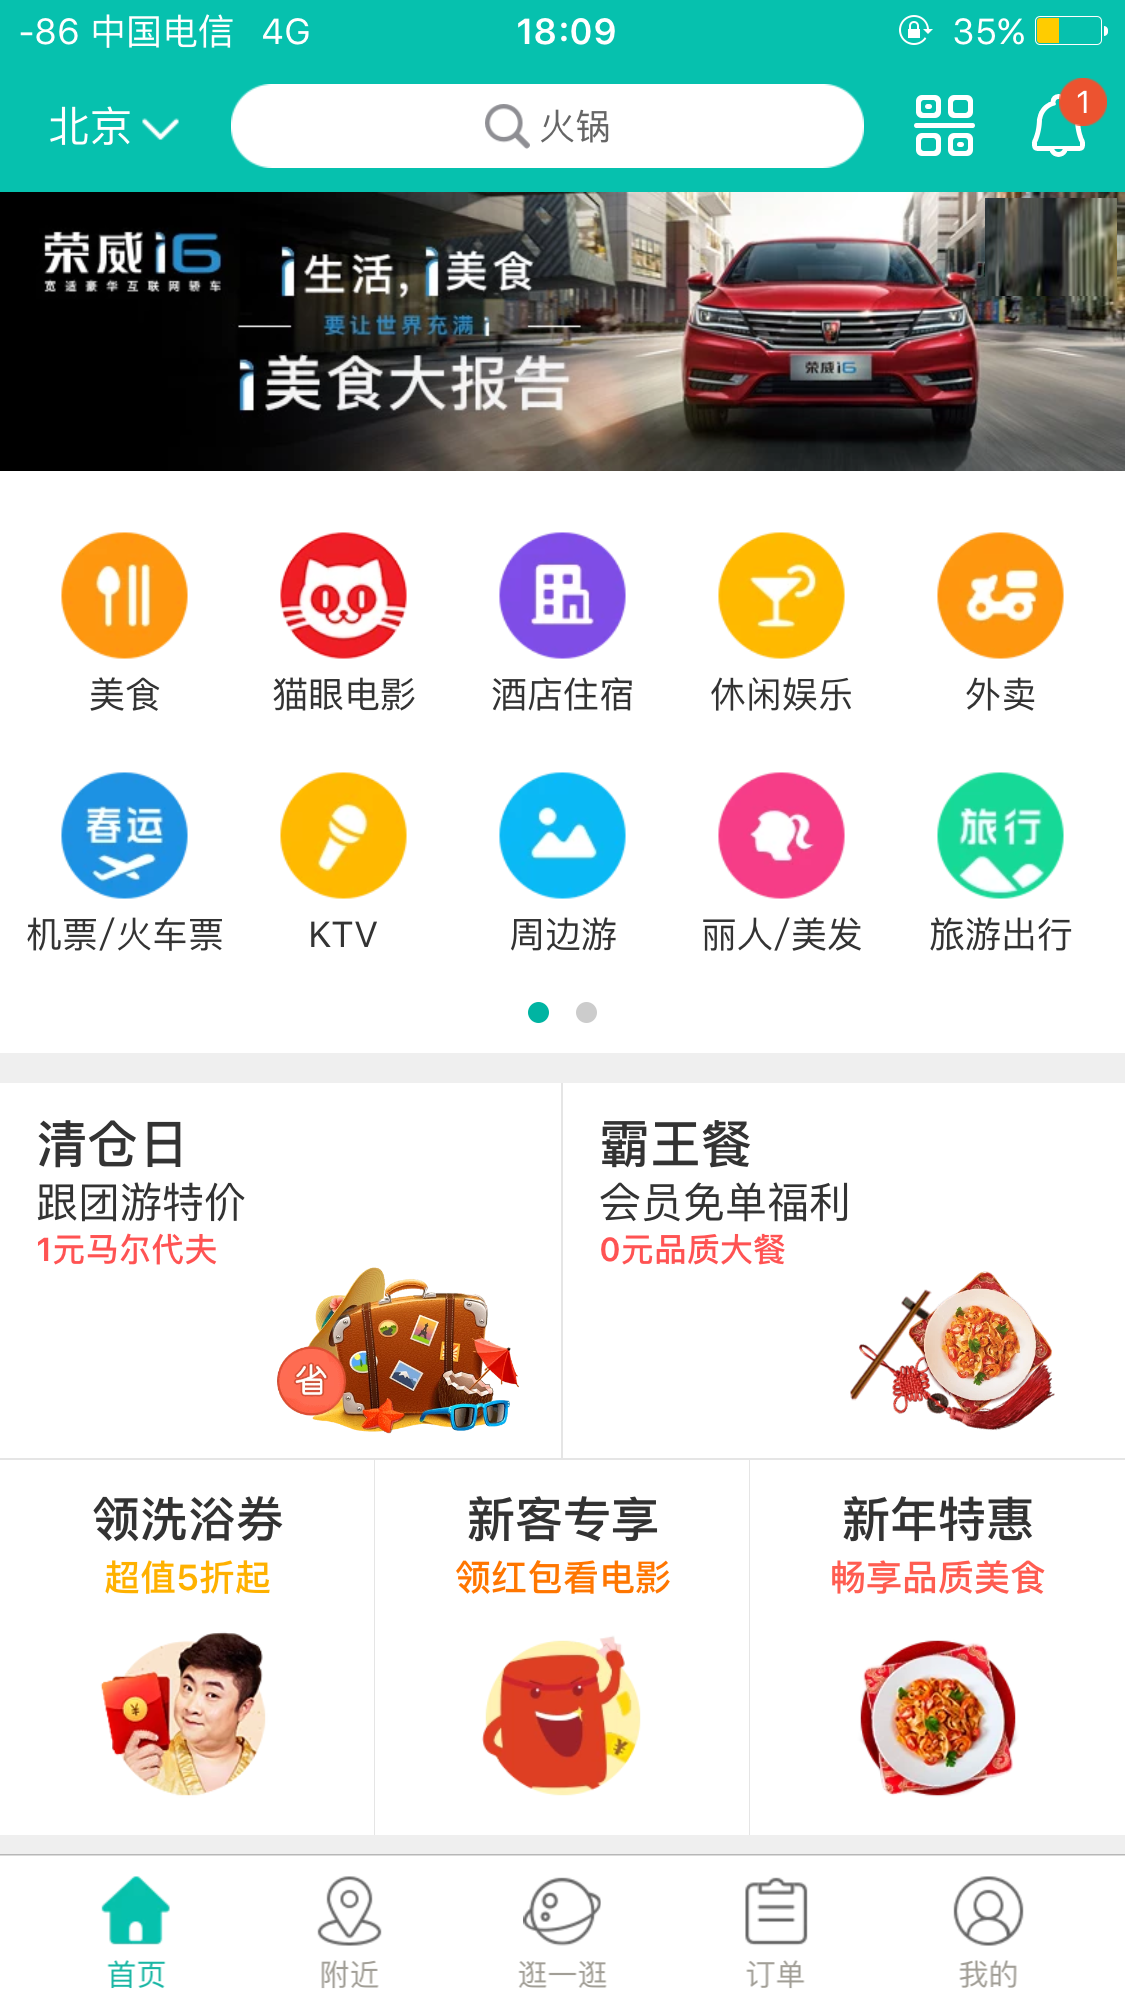 -86 中国电信 4G 18:09 35%
北京 火锅 1
荣威i6
宽适豪华互联网轿车
i生活, i美食
要让世界充满i
i美食大报告
荣威i6
美食 猫眼电影 酒店住宿 休闲娱乐 外卖
春运 旅行
机票/火车票 KTV 周边游 丽人/美发 旅游出行
清仓日
跟团游特价
1元马尔代夫
省
霸王餐
会员免单福利
0元品质大餐
领洗浴券
超值5折起
¥
新客专享
领红包看电影
¥
新年特惠
畅享品质美食
首页 附近 逛一逛 订单 我的